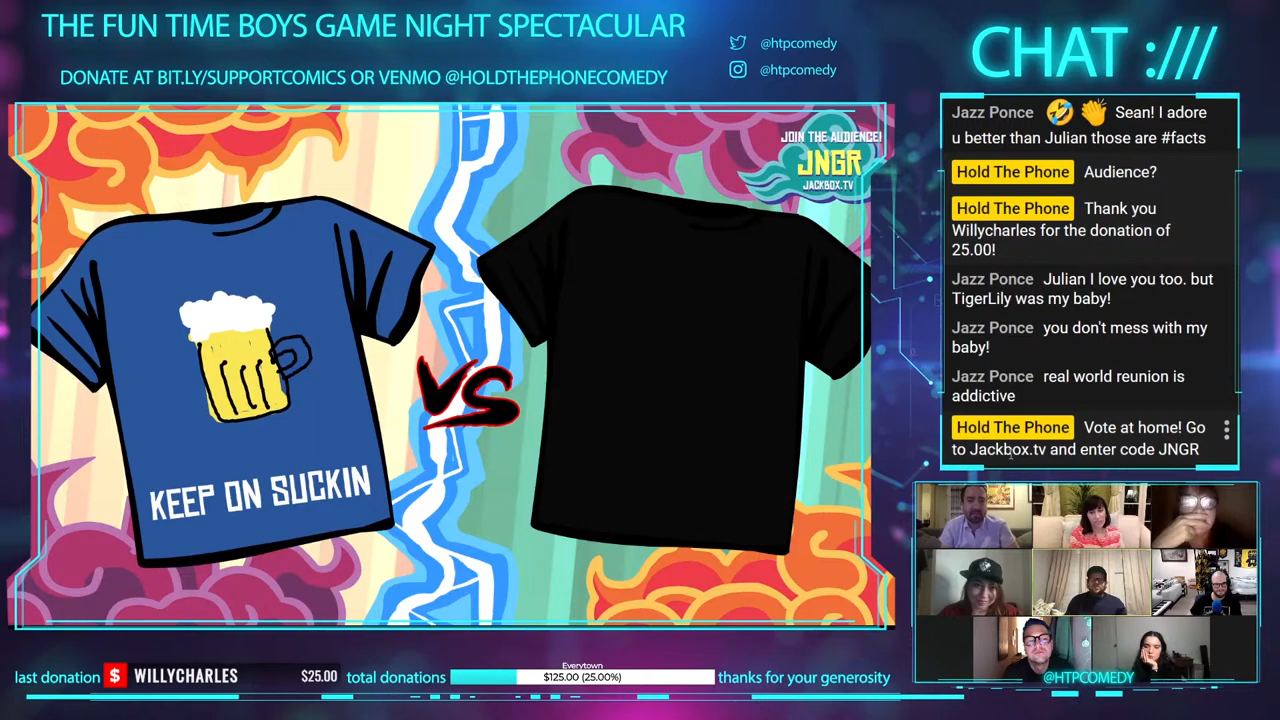 THE FUN TIME BOYS GAME NIGHT SPECTACULAR
DONATE AT BIT.LY/SUPPORTCOMICS OR VENMO @HOLDTHEPHONECOMEDY
@htpcomedy
@htpcomedy
CHAT :///
JOIN THE AUDIENCE!
JNGR
JACKBOX.TV
KEEP ON SUCKIN
VS
Jazz Ponce 🤣 👏 Sean! I adore
u better than Julian those are #facts
Hold The Phone Audience?
Hold The Phone Thank you
Willycharles for the donation of
25.00!
Jazz Ponce Julian I love you too. but
TigerLily was my baby!
Jazz Ponce you don't mess with my
baby!
Jazz Ponce real world reunion is
addictive
Hold The Phone Vote at home! Go
to Jackbox.tv and enter code JNGR
@HTPCOMEDY
last donation $ WILLYCHARLES $25.00
total donations
Everytown
$125.00 (25.00%)
thanks for your generosity